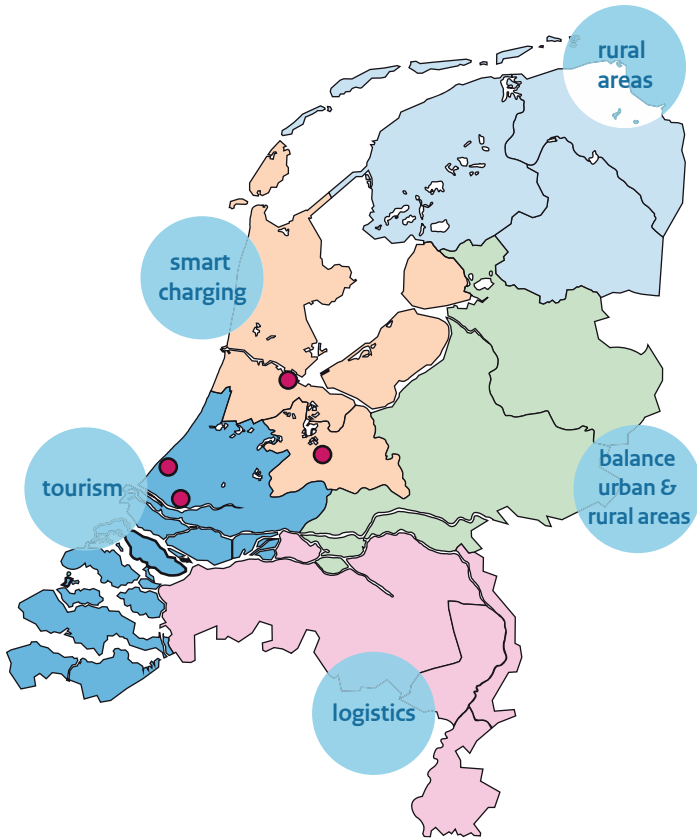 rural
areas
smart
charging
tourism
balance
urban &
rural areas
logistics